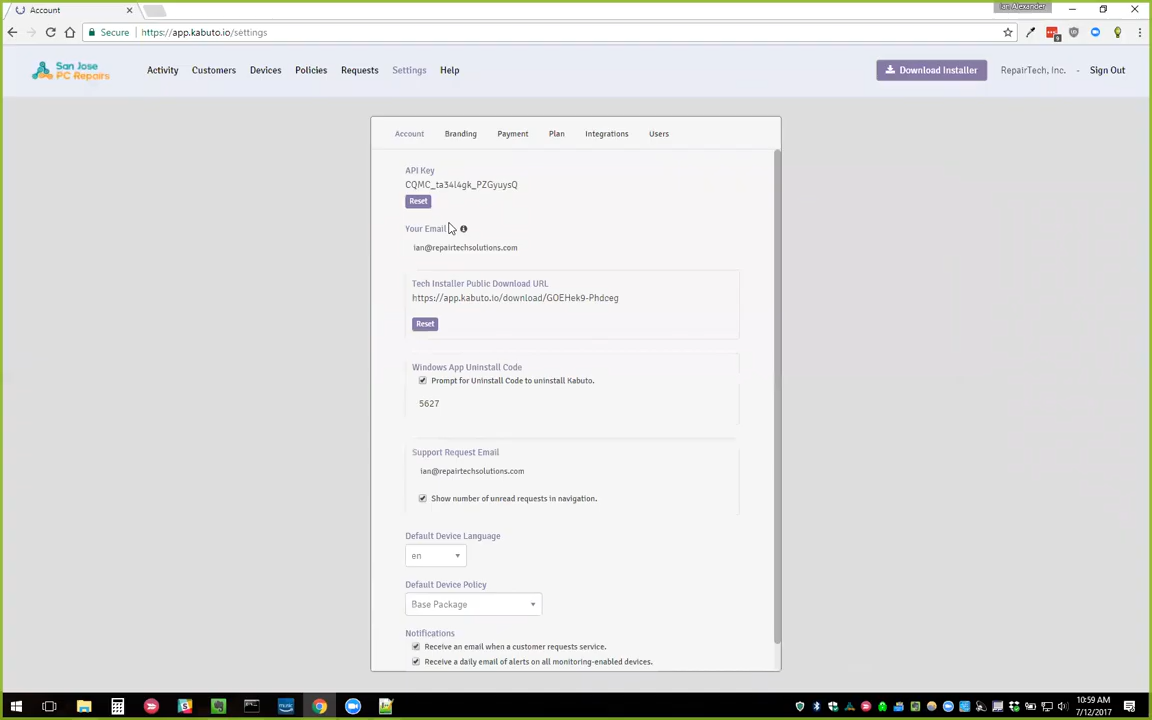 Account
Ian Alexander
Secure
https://app.kabuto.io/settings
San Jose
PC Repairs
Activity
Customers
Devices
Policies
Requests
Settings
Help
Download Installer
RepairTech, Inc.
-
Sign Out
Account
Branding
Payment
Plan
Integrations
Users
API Key
CQMC_ta34l4gk_PZGyuysQ
Reset
Your Email
ian@repairtechsolutions.com
Tech Installer Public Download URL
https://app.kabuto.io/download/GOEHek9-Phdceg
Reset
Windows App Uninstall Code
Prompt for Uninstall Code to uninstall Kabuto.
5627
Support Request Email
ian@repairtechsolutions.com
Show number of unread requests in navigation.
Default Device Language
en
Default Device Policy
Base Package
Notifications
Receive an email when a customer requests service.
Receive a daily email of alerts on all monitoring-enabled devices.
music
10:59 AM
7/12/2017